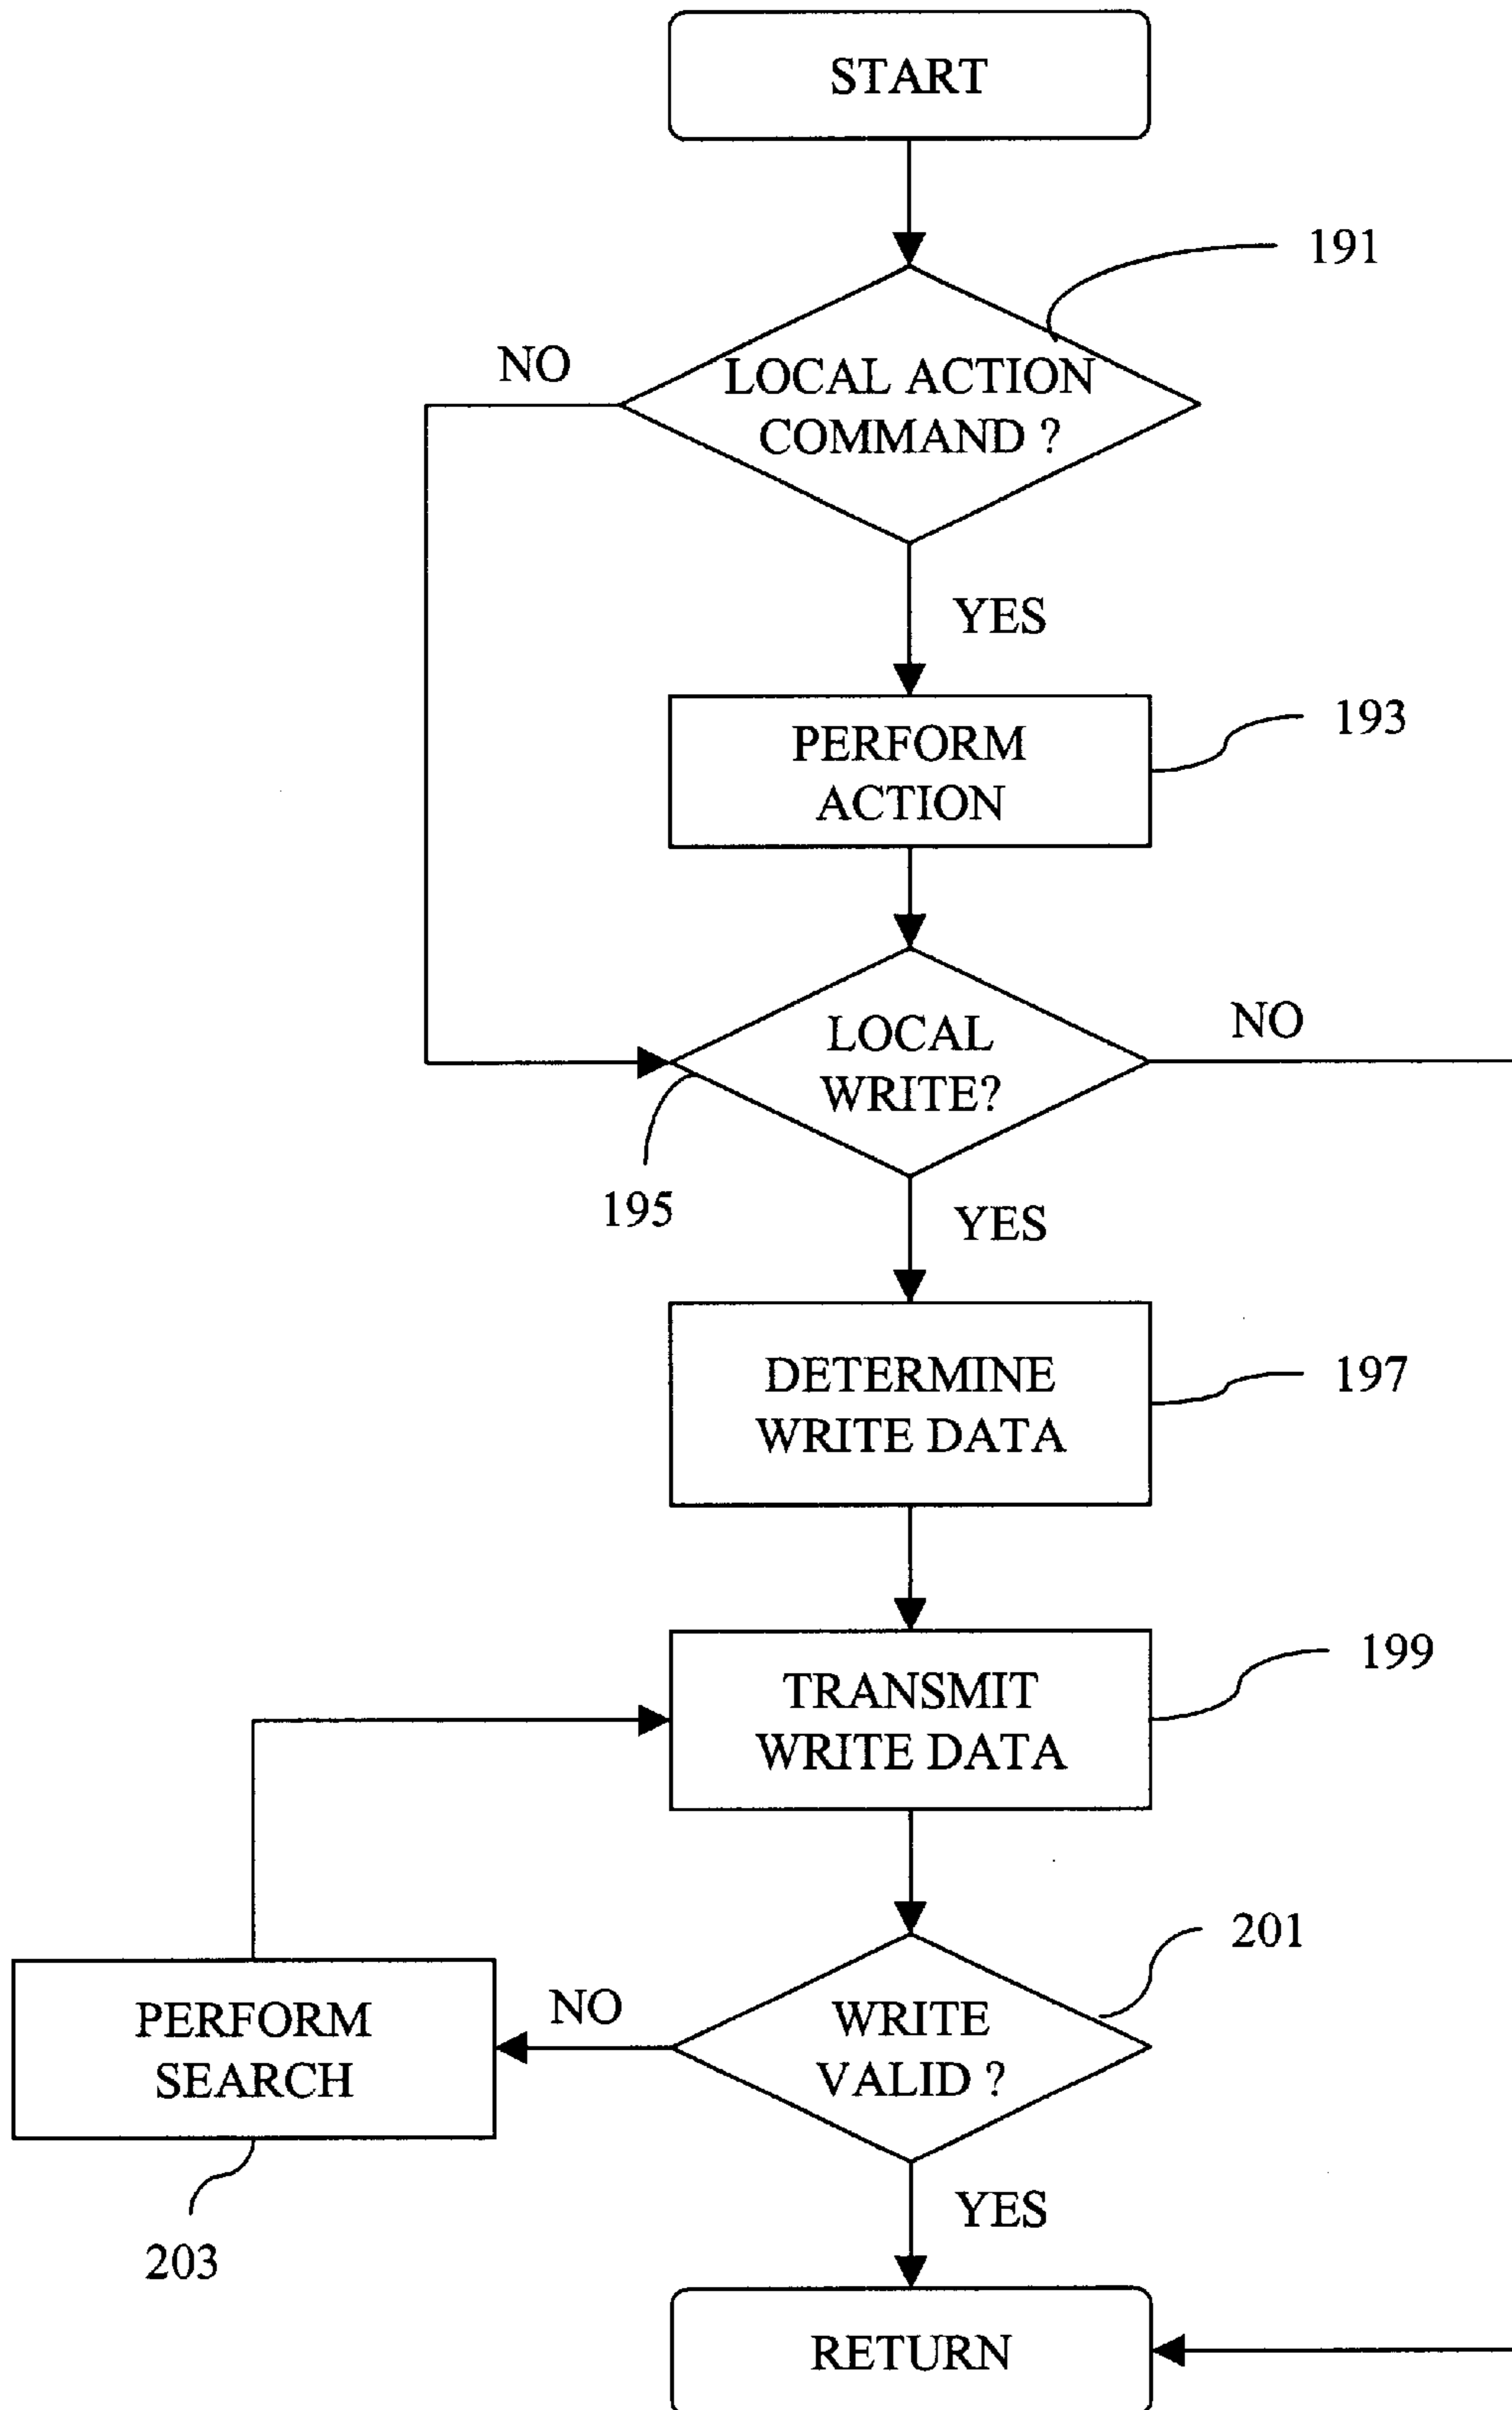 START
191
NO
LOCAL ACTION
COMMAND ?
YES
PERFORM
ACTION
193
LOCAL
WRITE?
NO
195
YES
DETERMINE
WRITE DATA
197
TRANSMIT
WRITE DATA
199
201
WRITE
VALID ?
NO
PERFORM
SEARCH
203
YES
RETURN